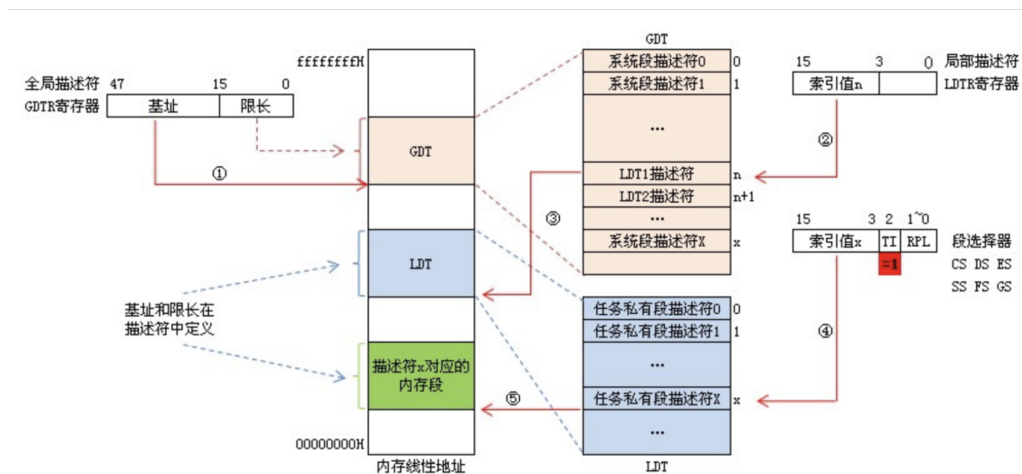 全局描述符 47 15 0
GDTR寄存器 基址 限长
ffffffffH
GDT
①
LDT
基址和限长在
描述符中定义
描述符x对应的
内存段
00000000H
内存线性地址
GDT
系统段描述符0 0
系统段描述符1 1
...
LDT1描述符 n
LDT2描述符 n+1
...
系统段描述符X x
③
任务私有段描述符0 0
任务私有段描述符1 1
...
任务私有段描述符X x
...
LDT
⑤
15 3 0 局部描述符
索引值n LDTR寄存器
②
15 3 2 1~0
索引值x TI RPL 段选择器
=1 CS DS ES
SS FS GS
④